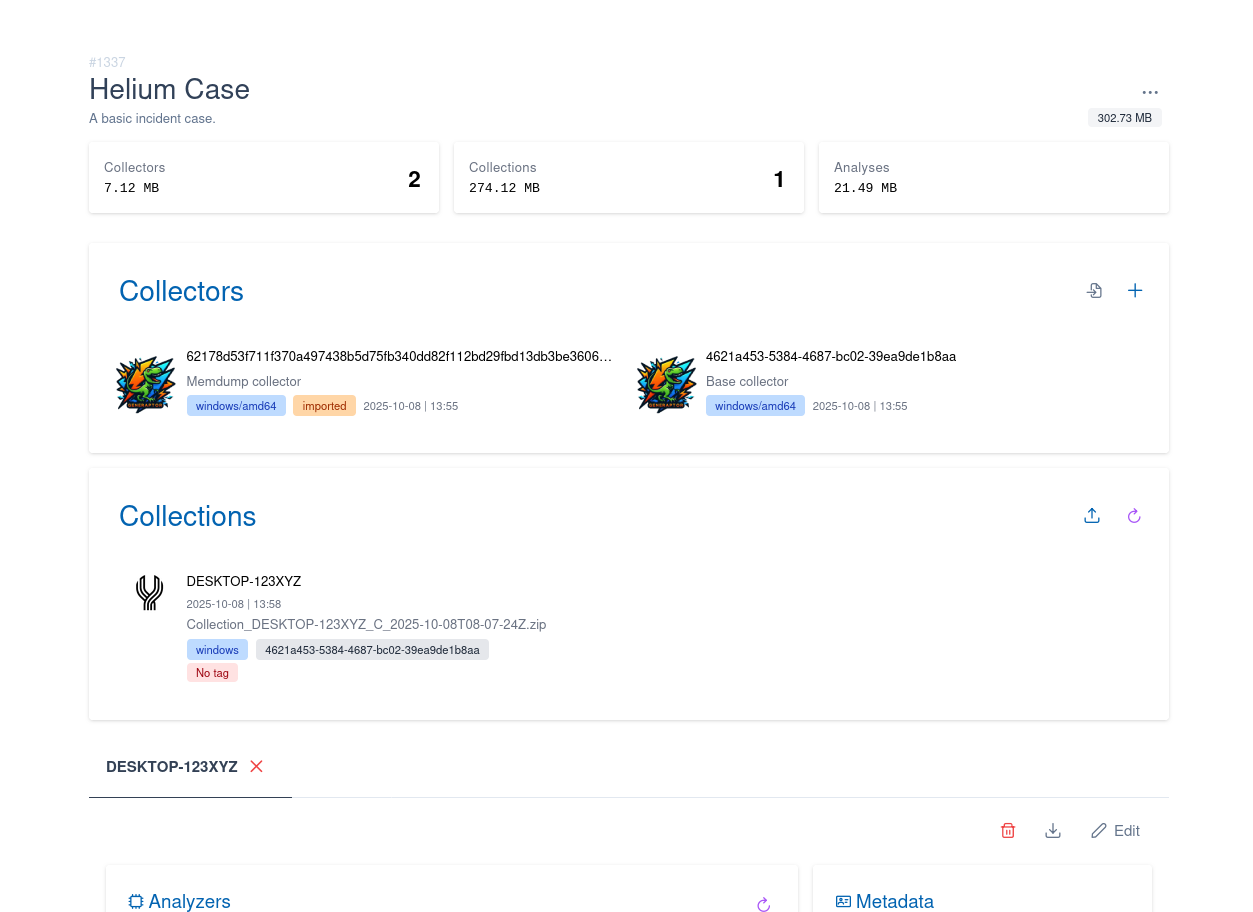 #1337
Helium Case
...
A basic incident case.
302.73 MB
Collectors
7.12 MB
2
Collections
274.12 MB
1
Analyses
21.49 MB
Collectors
62178d53f711f370a497438b5d75fb340dd82f112bd29fbd13db3be3606…
Memdump collector
windows/amd64 imported 2025-10-08 | 13:55
4621a453-5384-4687-bc02-39ea9de1b8aa
Base collector
windows/amd64 2025-10-08 | 13:55
Collections
DESKTOP-123XYZ
2025-10-08 | 13:58
Collection_DESKTOP-123XYZ_C_2025-10-08T08-07-24Z.zip
windows 4621a453-5384-4687-bc02-39ea9de1b8aa
No tag
DESKTOP-123XYZ
Edit
Analyzers
Metadata